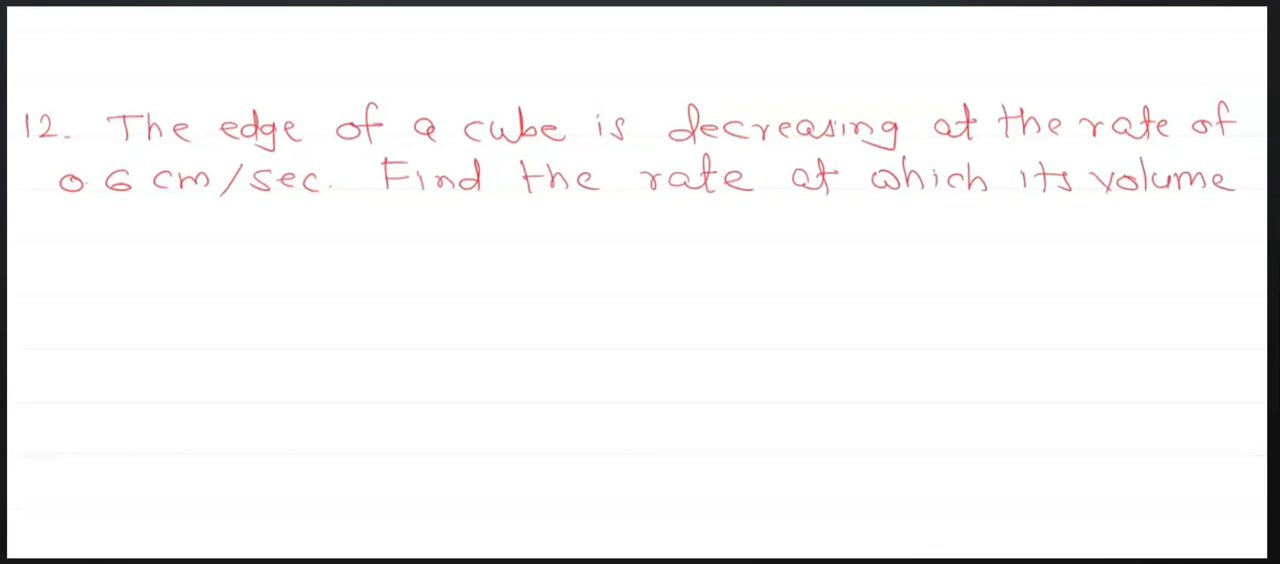 12. The edge of a cube is decreasing at the rate of
0.6 cm/sec. Find the rate at which its volume